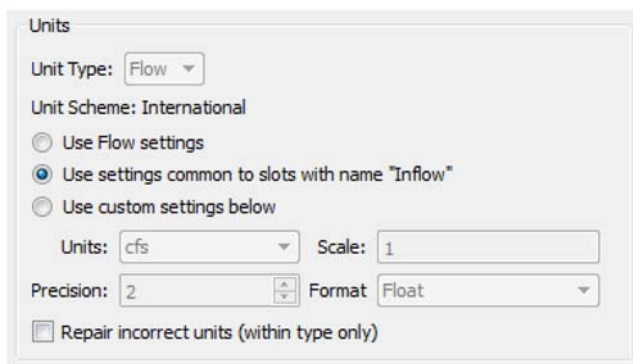 Units
Unit Type: Flow
Unit Scheme: International
Use Flow settings
Use settings common to slots with name "Inflow"
Use custom settings below
Units: cfs Scale: 1
Precision: 2 Format Float
Repair incorrect units (within type only)